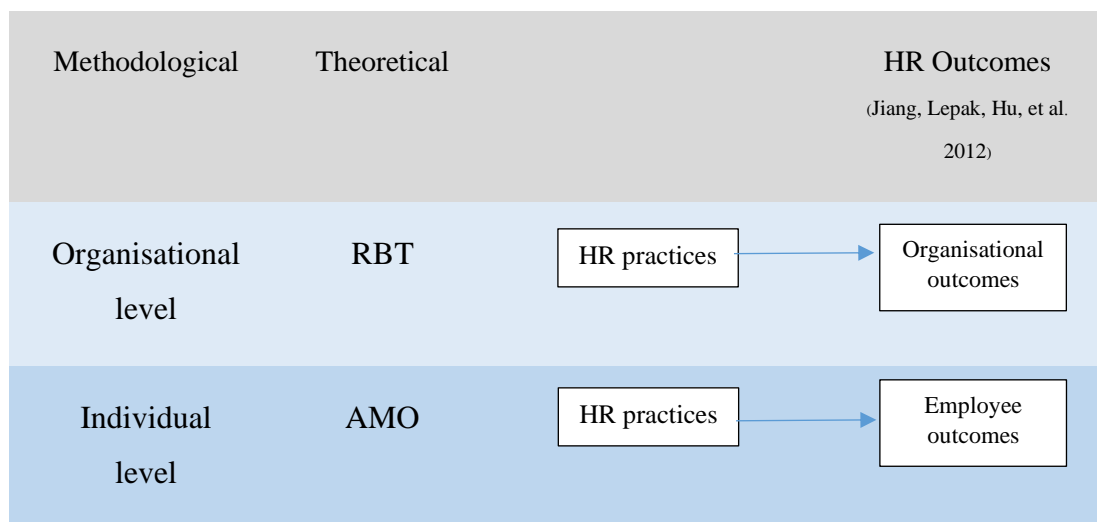 Methodological
Theoretical
HR Outcomes
(Jiang, Lepak, Hu, et al.
2012)
Organisational
level
RBT
HR practices
Organisational
outcomes
Individual
level
AMO
HR practices
Employee
outcomes